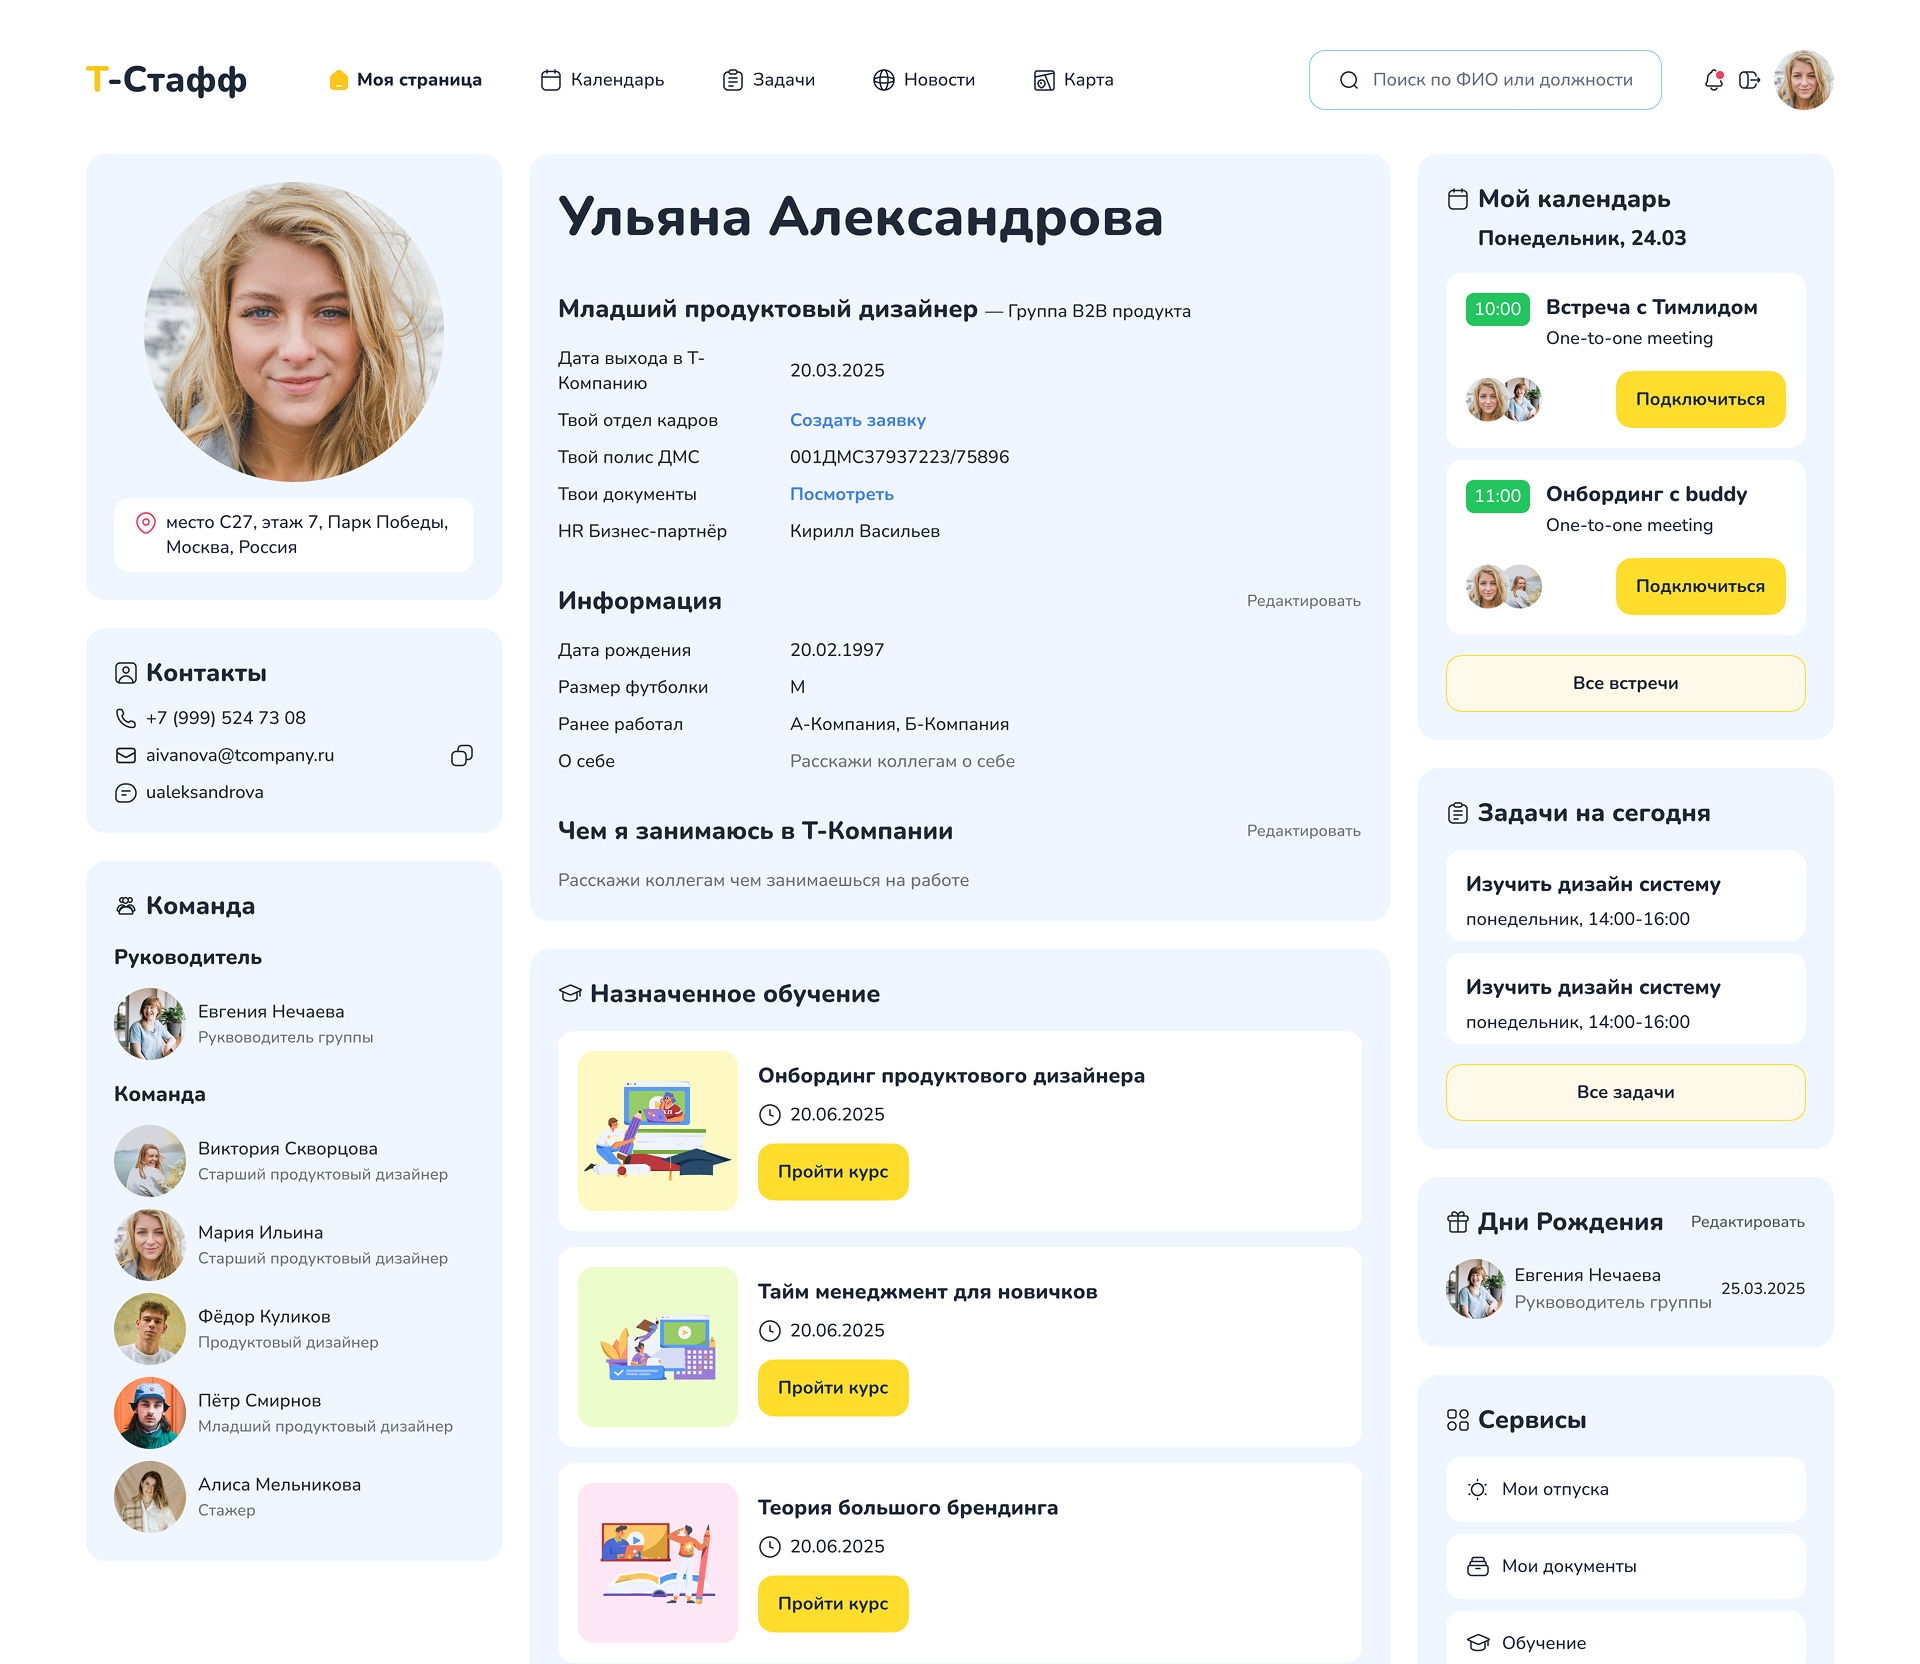 Т-Стафф
Моя страница
Календарь
Задачи
Новости
Карта
Поиск по ФИО или должности
место С27, этаж 7, Парк Победы,
Москва, Россия
Контакты
+7 (999) 524 73 08
aivanova@tcompany.ru
ualeksandrova
Команда
Руководитель
Евгения Нечаева
Руквоводитель группы
Команда
Виктория Скворцова
Старший продуктовый дизайнер
Мария Ильина
Старший продуктовый дизайнер
Фёдор Куликов
Продуктовый дизайнер
Пётр Смирнов
Младший продуктовый дизайнер
Алиса Мельникова
Стажер
Ульяна Александрова
Младший продуктовый дизайнер — Группа B2B продукта
Дата выхода в Т-
Компанию
20.03.2025
Твой отдел кадров
Создать заявку
Твой полис ДМС
001ДМС37937223/75896
Твои документы
Посмотреть
HR Бизнес-партнёр
Кирилл Васильев
Информация
Редактировать
Дата рождения
20.02.1997
Размер футболки
M
Ранее работал
А-Компания, Б-Компания
О себе
Расскажи коллегам о себе
Чем я занимаюсь в Т-Компании
Редактировать
Расскажи коллегам чем занимаешься на работе
Назначенное обучение
Онбординг продуктового дизайнера
20.06.2025
Пройти курс
Тайм менеджмент для новичков
20.06.2025
Пройти курс
Теория большого брендинга
20.06.2025
Пройти курс
Мой календарь
Понедельник, 24.03
10:00
Встреча с Тимлидом
One-to-one meeting
Подключиться
11:00
Онбординг с buddy
One-to-one meeting
Подключиться
Все встречи
Задачи на сегодня
Изучить дизайн систему
понедельник, 14:00-16:00
Изучить дизайн систему
понедельник, 14:00-16:00
Все задачи
Дни Рождения
Редактировать
Евгения Нечаева
Руквоводитель группы
25.03.2025
Сервисы
Мои отпуска
Мои документы
Обучение